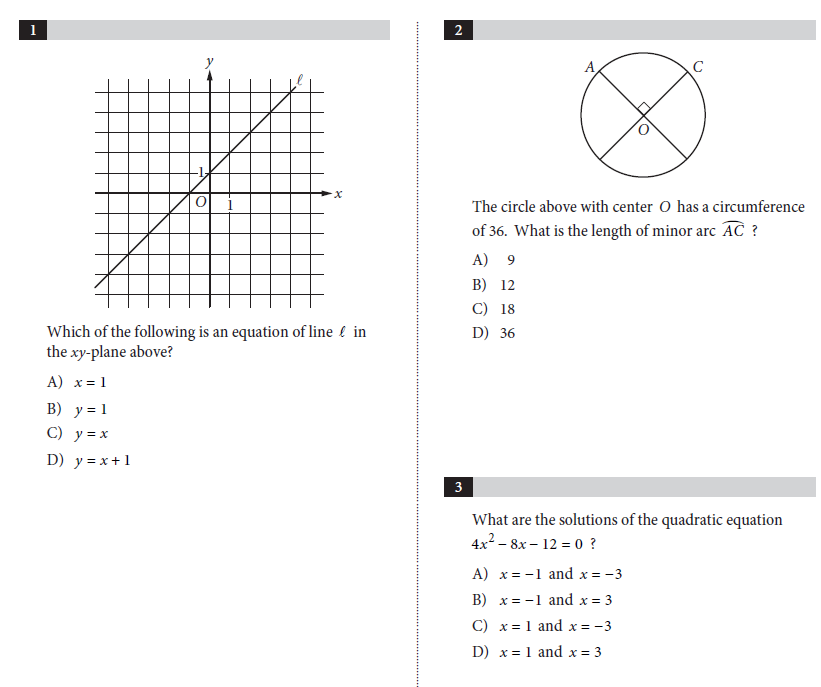 1
y
ℓ
1
O
1
x
Which of the following is an equation of line ℓ in
the xy-plane above?
A) x = 1
B) y = 1
C) y = x
D) y = x + 1
2
A
C
O
The circle above with center O has a circumference
of 36. What is the length of minor arc A͡C ?
A) 9
B) 12
C) 18
D) 36
3
What are the solutions of the quadratic equation
4x² − 8x − 12 = 0 ?
A) x = −1 and x = −3
B) x = −1 and x = 3
C) x = 1 and x = −3
D) x = 1 and x = 3